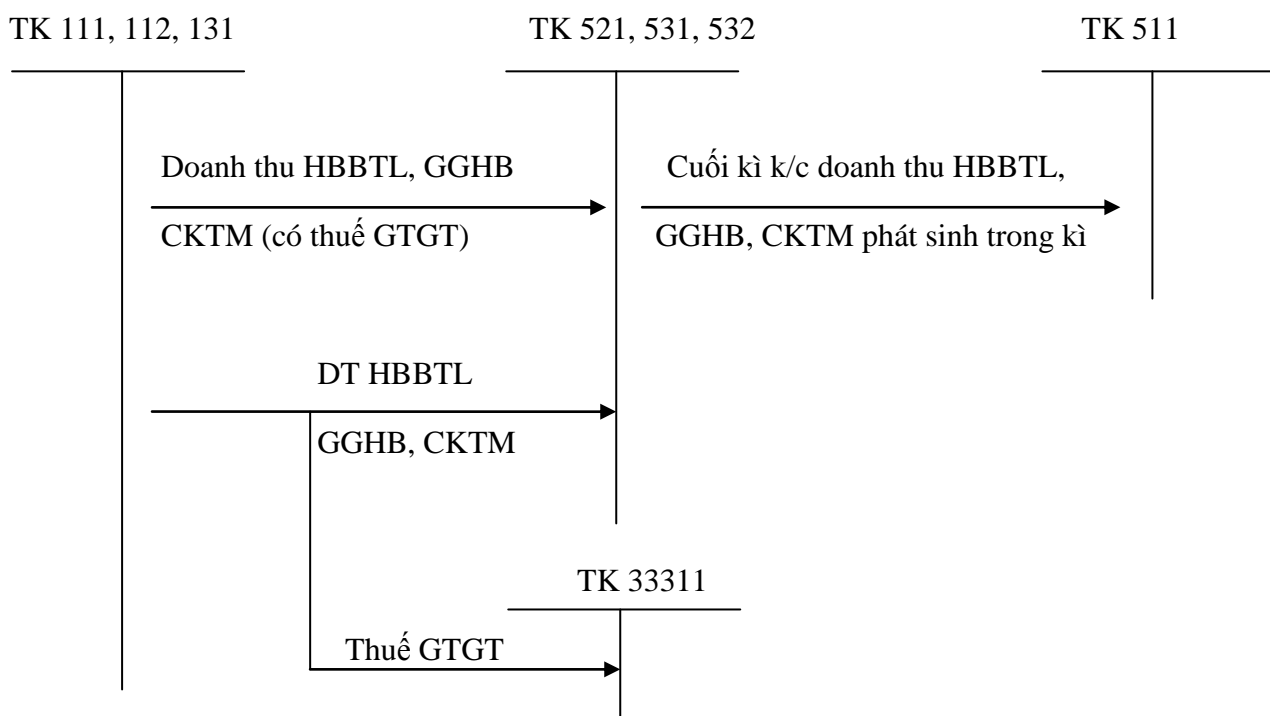 TK 111, 112, 131
TK 521, 531, 532
TK 511
Doanh thu HBBTL, GGHB
CKTM (có thuế GTGT)
Cuối kì k/c doanh thu HBBTL,
GGHB, CKTM phát sinh trong kì
DT HBBTL
GGHB, CKTM
TK 33311
Thuế GTGT